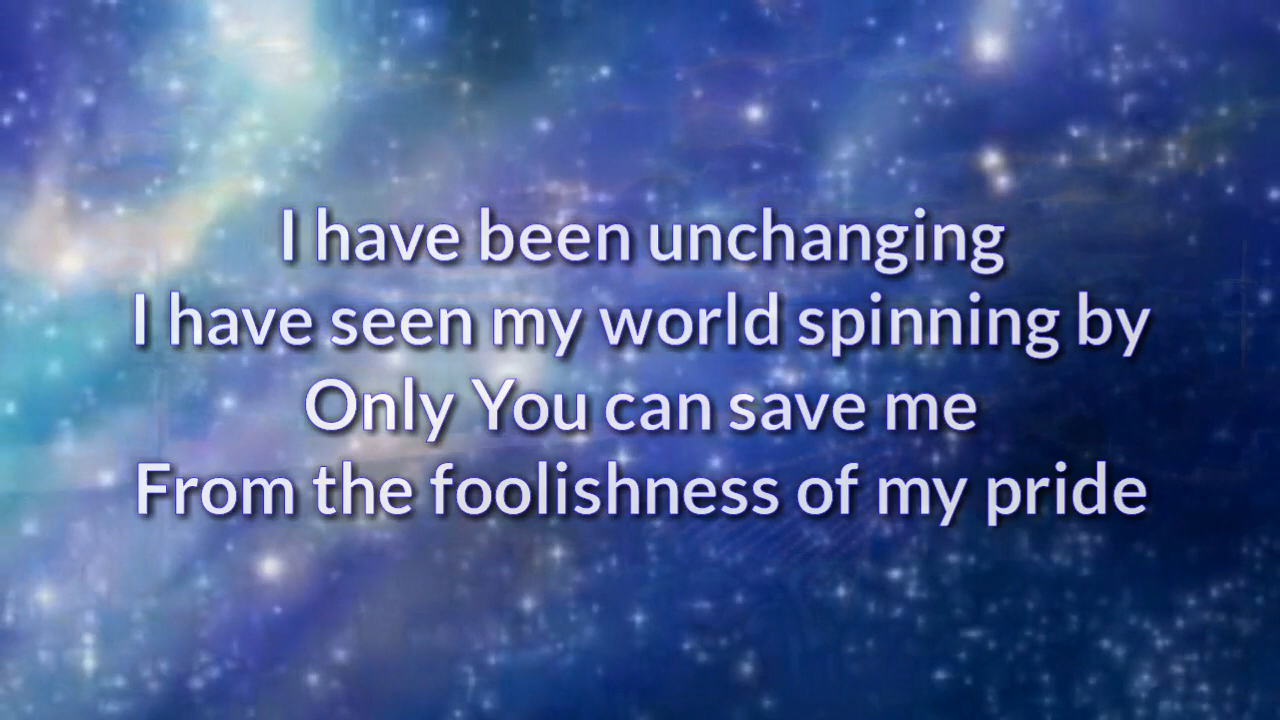 I have been unchanging
I have seen my world spinning by
Only You can save me
From the foolishness of my pride